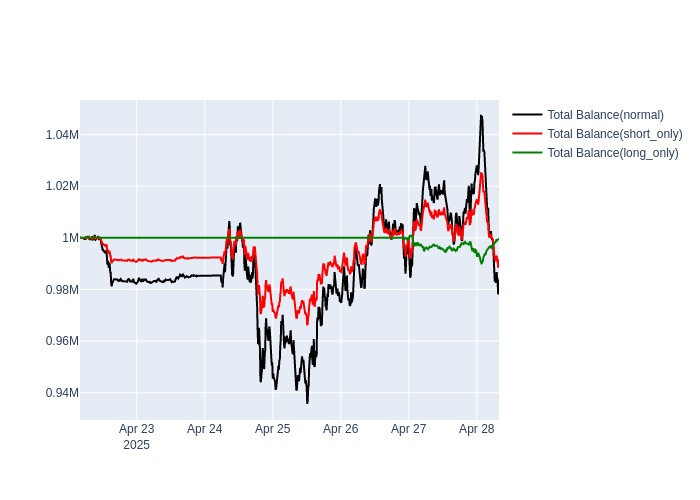 1.04M
1.02M
1M
0.98M
0.96M
0.94M
Apr 23
2025
Apr 24
Apr 25
Apr 26
Apr 27
Apr 28
Total Balance(normal)
Total Balance(short_only)
Total Balance(long_only)